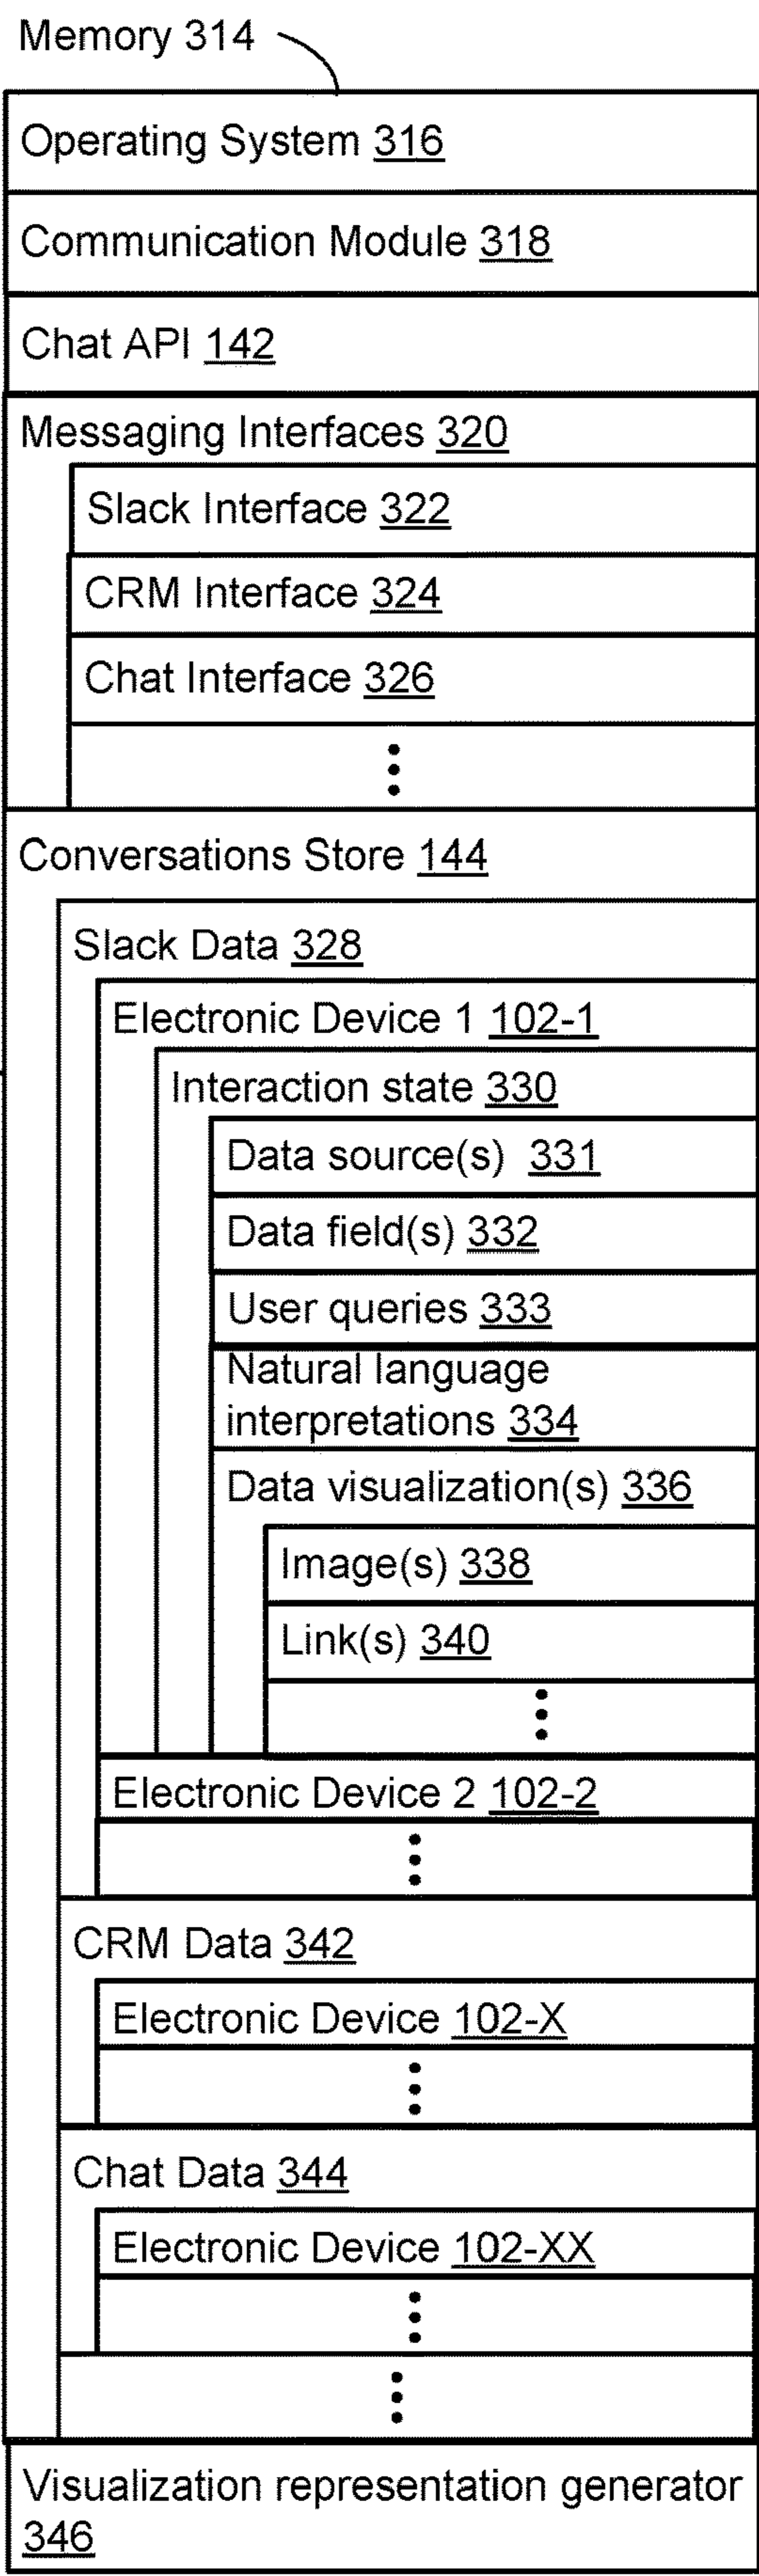 Memory 314
Operating System 316
Communication Module 318
Chat API 142
Messaging Interfaces 320
Slack Interface 322
CRM Interface 324
Chat Interface 326
Conversations Store 144
Slack Data 328
Electronic Device 1 102-1
Interaction state 330
Data source(s) 331
Data field(s) 332
User queries 333
Natural language
interpretations 334
Data visualization(s) 336
Image(s) 338
Link(s) 340
Electronic Device 2 102-2
CRM Data 342
Electronic Device 102-X
Chat Data 344
Electronic Device 102-XX
Visualization representation generator
346